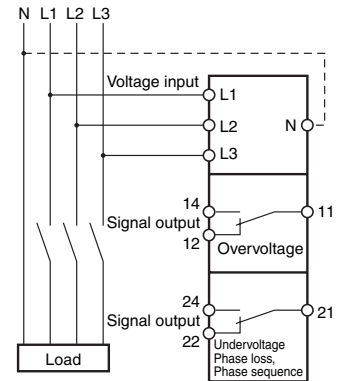 N L1 L2 L3
Voltage input
L1
L2
N
L3
14
11
Signal output
12
Overvoltage
24
21
Signal output
22
Undervoltage
Phase loss,
Phase sequence
Load